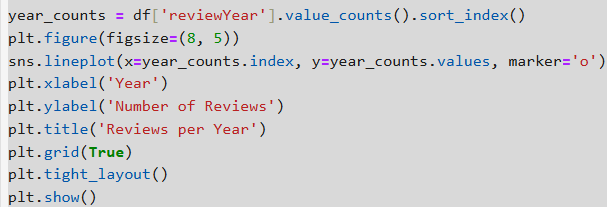 year_counts = df['reviewYear'].value_counts().sort_index()
plt.figure(figsize=(8, 5))
sns.lineplot(x=year_counts.index, y=year_counts.values, marker='o')
plt.xlabel('Year')
plt.ylabel('Number of Reviews')
plt.title('Reviews per Year')
plt.grid(True)
plt.tight_layout()
plt.show()